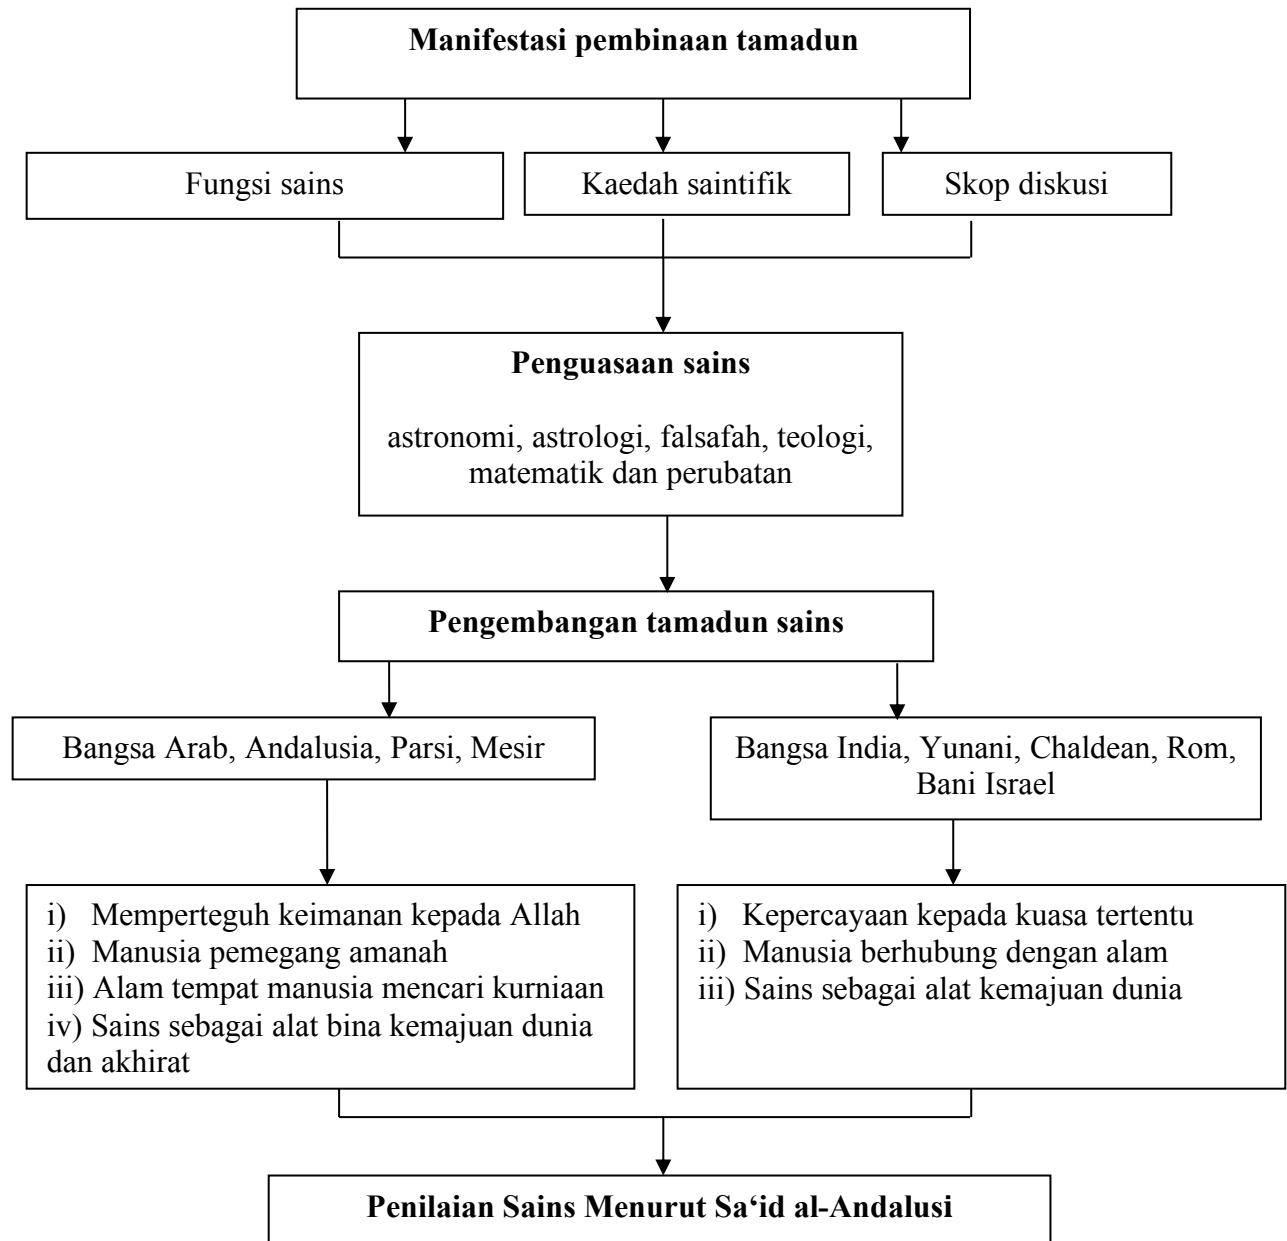 Manifestasi pembinaan tamadun
Fungsi sains
Kaedah saintifik
Skop diskusi
Penguasaan sains
astronomi, astrologi, falsafah, teologi,
matematik dan perubatan
Pengembangan tamadun sains
Bangsa Arab, Andalusia, Parsi, Mesir
Bangsa India, Yunani, Chaldean, Rom,
Bani Israel
i) Memperteguh keimanan kepada Allah
ii) Manusia pemegang amanah
iii) Alam tempat manusia mencari kurniaan
iv) Sains sebagai alat bina kemajuan dunia
dan akhirat
i) Kepercayaan kepada kuasa tertentu
ii) Manusia berhubung dengan alam
iii) Sains sebagai alat kemajuan dunia
Penilaian Sains Menurut Sa‘id al-Andalusi